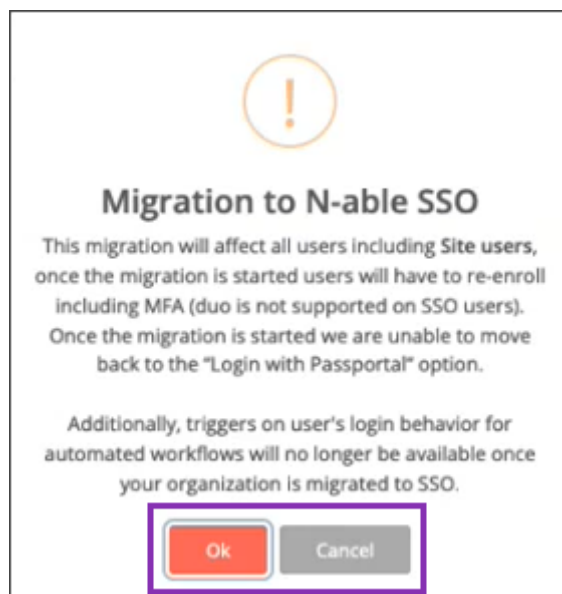 !
Migration to N-able SSO
This migration will affect all users including Site users,
once the migration is started users will have to re-enroll
including MFA (duo is not supported on SSO users).
Once the migration is started we are unable to move
back to the "Login with Passportal" option.
Additionally, triggers on user's login behavior for
automated workflows will no longer be available once
your organization is migrated to SSO.
Ok Cancel